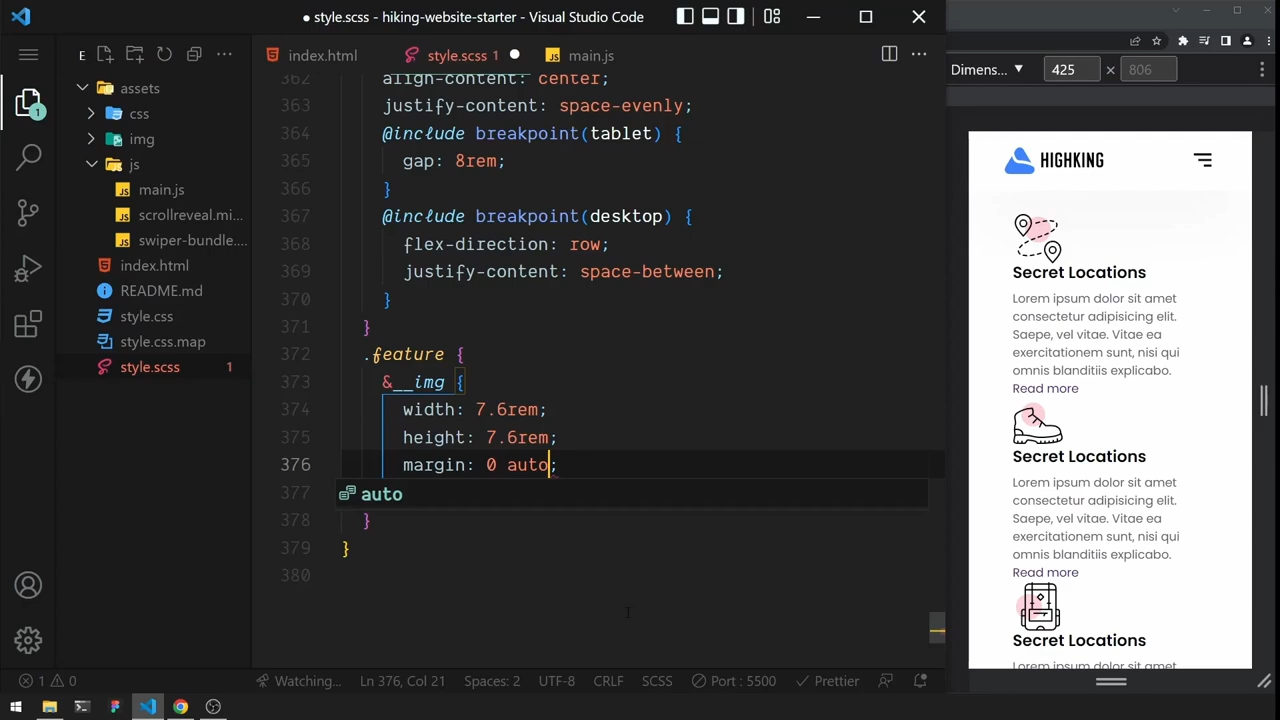 style.scss - hiking-website-starter - Visual Studio Code
E
index.html
style.scss 1
main.js
assets
css
img
js
main.js
scrollreveal.mi...
swiper-bundle....
index.html
README.md
style.css
style.css.map
style.scss 1
1
362 align-content: center;
363 justify-content: space-evenly;
364 @include breakpoint(tablet) {
365 gap: 8rem;
366 }
367 @include breakpoint(desktop) {
368 flex-direction: row;
369 justify-content: space-between;
370 }
371 }
372 .feature {
373 &__img {
374 width: 7.6rem;
375 height: 7.6rem;
376 margin: 0 auto;
377
auto
378 }
379 }
380
1 0
Watching...
Ln 376, Col 21
Spaces: 2
UTF-8
CRLF
SCSS
Port : 5500
Prettier
Dimens... 425 × 806
HIGHKING
Secret Locations
Lorem ipsum dolor sit amet
consectetur adipisicing elit.
Saepe, vel vitae. Vitae ea
exercitationem sunt, nisi qui
omnis blanditiis explicabo.
Read more
Secret Locations
Lorem ipsum dolor sit amet
consectetur adipisicing elit.
Saepe, vel vitae. Vitae ea
exercitationem sunt, nisi qui
omnis blanditiis explicabo.
Read more
Secret Locations
Lorem ipsum dolor sit amet